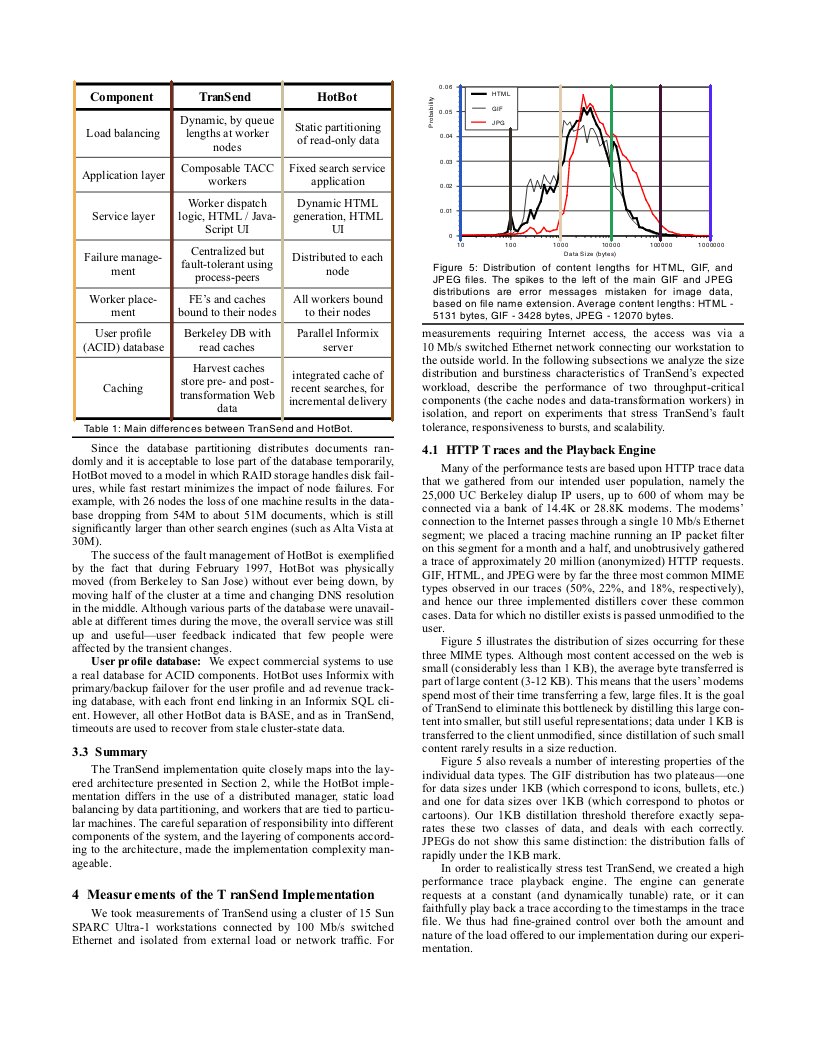 Component TranSend HotBot
Load balancing
Dynamic, by queue
lengths at worker
nodes
Static partitioning
of read-only data
Application layer
Composable TACC
workers
Fixed search service
application
Service layer
Worker dispatch
logic, HTML / Java-
Script UI
Dynamic HTML
generation, HTML
UI
Failure manage-
ment
Centralized but
fault-tolerant using
process-peers
Distributed to each
node
Worker place-
ment
FE's and caches
bound to their nodes
All workers bound
to their nodes
User profile
(ACID) database
Berkeley DB with
read caches
Parallel Informix
server
Caching
Harvest caches
store pre- and post-
transformation Web
data
integrated cache of
recent searches, for
incremental delivery
Table 1: Main differences between TranSend and HotBot.
Since the database partitioning distributes documents ran-
domly and it is acceptable to lose part of the database temporarily,
HotBot moved to a model in which RAID storage handles disk fail-
ures, while fast restart minimizes the impact of node failures. For
example, with 26 nodes the loss of one machine results in the data-
base dropping from 54M to about 51M documents, which is still
significantly larger than other search engines (such as Alta Vista at
30M).
The success of the fault management of HotBot is exemplified
by the fact that during February 1997, HotBot was physically
moved (from Berkeley to San Jose) without ever being down, by
moving half of the cluster at a time and changing DNS resolution
in the middle. Although various parts of the database were unavail-
able at different times during the move, the overall service was still
up and useful—user feedback indicated that few people were
affected by the transient changes.
User profile database: We expect commercial systems to use
a real database for ACID components. HotBot uses Informix with
primary/backup failover for the user profile and ad revenue track-
ing database, with each front end linking in an Informix SQL cli-
ent. However, all other HotBot data is BASE, and as in TranSend,
timeouts are used to recover from stale cluster-state data.
3.3 Summary
The TranSend implementation quite closely maps into the lay-
ered architecture presented in Section 2, while the HotBot imple-
mentation differs in the use of a distributed manager, static load
balancing by data partitioning, and workers that are tied to particu-
lar machines. The careful separation of responsibility into different
components of the system, and the layering of components accord-
ing to the architecture, made the implementation complexity man-
ageable.
4 Measurements of the TranSend Implementation
We took measurements of TranSend using a cluster of 15 Sun
SPARC Ultra-1 workstations connected by 100 Mb/s switched
Ethernet and isolated from external load or network traffic. For
Probability
0.06
0.05
0.04
0.03
0.02
0.01
0
HTML
GIF
JPG
10 100 1000 10000 100000 1000000
Data Size (bytes)
Figure 5: Distribution of content lengths for HTML, GIF, and
JPEG files. The spikes to the left of the main GIF and JPEG
distributions are error messages mistaken for image data,
based on file name extension. Average content lengths: HTML -
5131 bytes, GIF - 3428 bytes, JPEG - 12070 bytes.
measurements requiring Internet access, the access was via a
10 Mb/s switched Ethernet network connecting our workstation to
the outside world. In the following subsections we analyze the size
distribution and burstiness characteristics of TranSend's expected
workload, describe the performance of two throughput-critical
components (the cache nodes and data-transformation workers) in
isolation, and report on experiments that stress TranSend's fault
tolerance, responsiveness to bursts, and scalability.
4.1 HTTP Traces and the Playback Engine
Many of the performance tests are based upon HTTP trace data
that we gathered from our intended user population, namely the
25,000 UC Berkeley dialup IP users, up to 600 of whom may be
connected via a bank of 14.4K or 28.8K modems. The modems'
connection to the Internet passes through a single 10 Mb/s Ethernet
segment; we placed a tracing machine running an IP packet filter
on this segment for a month and a half, and unobtrusively gathered
a trace of approximately 20 million (anonymized) HTTP requests.
GIF, HTML, and JPEG were by far the three most common MIME
types observed in our traces (50%, 22%, and 18%, respectively),
and hence our three implemented distillers cover these common
cases. Data for which no distiller exists is passed unmodified to the
user.
Figure 5 illustrates the distribution of sizes occurring for these
three MIME types. Although most content accessed on the web is
small (considerably less than 1 KB), the average byte transferred is
part of large content (3-12 KB). This means that the users' modems
spend most of their time transferring a few, large files. It is the goal
of TranSend to eliminate this bottleneck by distilling this large con-
tent into smaller, but still useful representations; data under 1 KB is
transferred to the client unmodified, since distillation of such small
content rarely results in a size reduction.
Figure 5 also reveals a number of interesting properties of the
individual data types. The GIF distribution has two plateaus—one
for data sizes under 1KB (which correspond to icons, bullets, etc.)
and one for data sizes over 1KB (which correspond to photos or
cartoons). Our 1KB distillation threshold therefore exactly sepa-
rates these two classes of data, and deals with each correctly.
JPEGs do not show this same distinction: the distribution falls of
rapidly under the 1KB mark.
In order to realistically stress test TranSend, we created a high
performance trace playback engine. The engine can generate
requests at a constant (and dynamically tunable) rate, or it can
faithfully play back a trace according to the timestamps in the trace
file. We thus had fine-grained control over both the amount and
nature of the load offered to our implementation during our experi-
mentation.